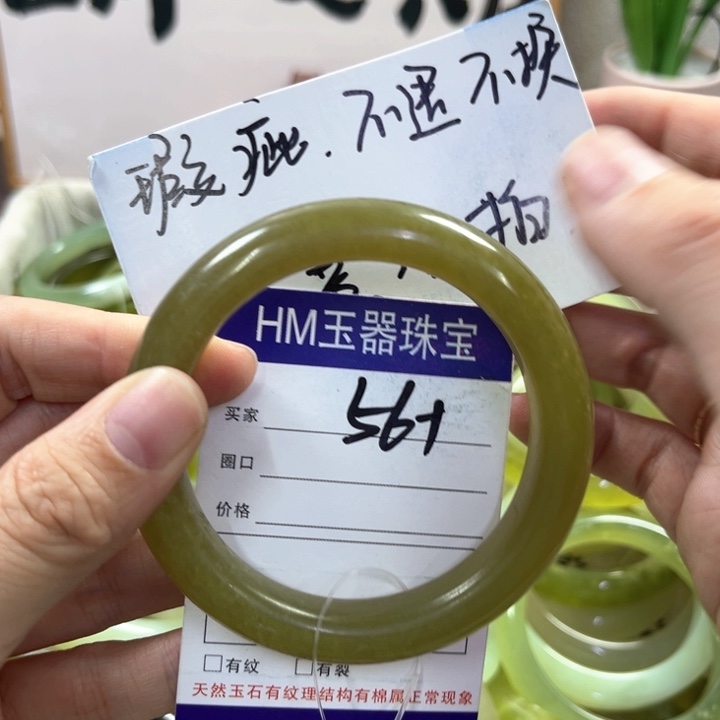 瑕疵.不退不换
HM玉器珠宝
买家
56+
圈口
价格
□有纹 □有裂
天然玉石有纹理结构有棉属正常现象